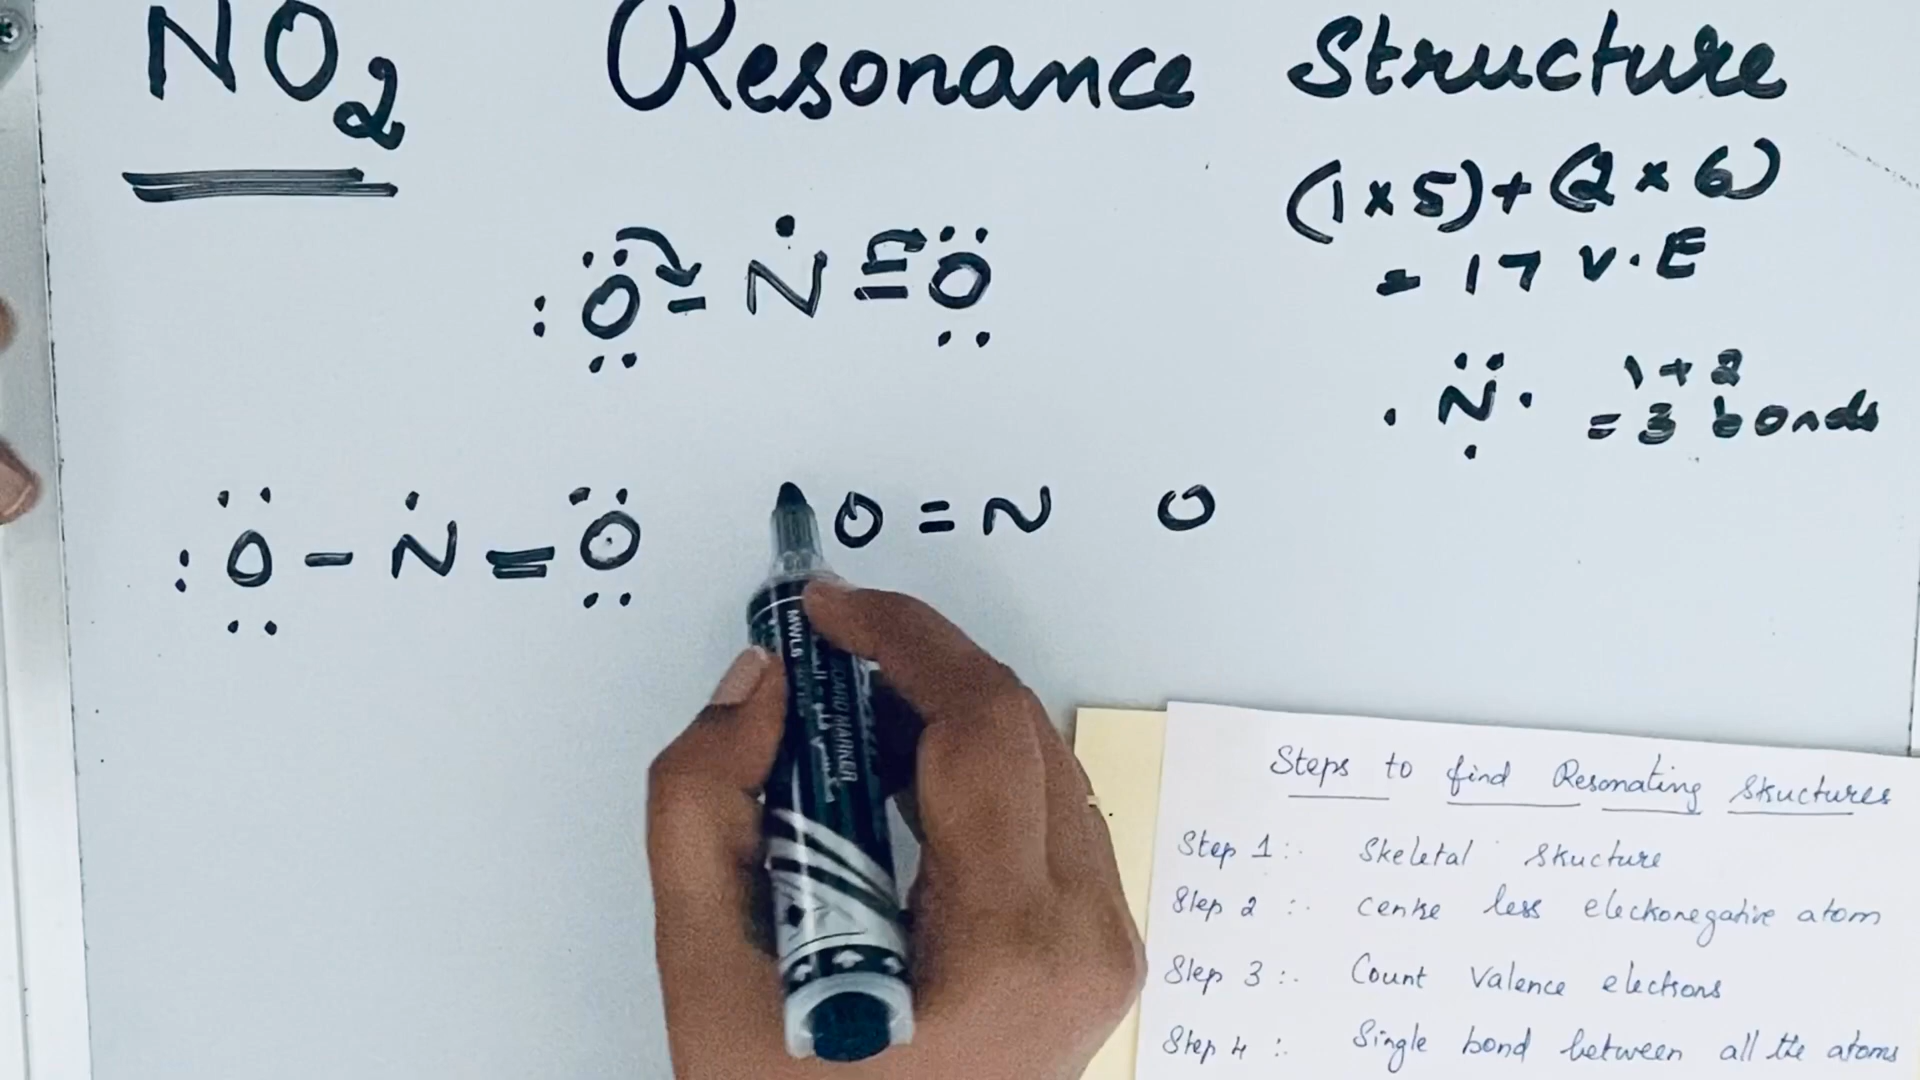 NO2 Resonance Structure
(1×5)+(2×6)
= 17 V.E
:O-N=O
N 1+2
= 3 bonds
:O-N=O O=N O
MWL6
MARKER
Steps to find Resonating Structures
Step 1:. Skeletal structure
Step 2:. centre less electronegative atom
Step 3:. Count Valence electrons
Step 4:. Single bond between all the atoms